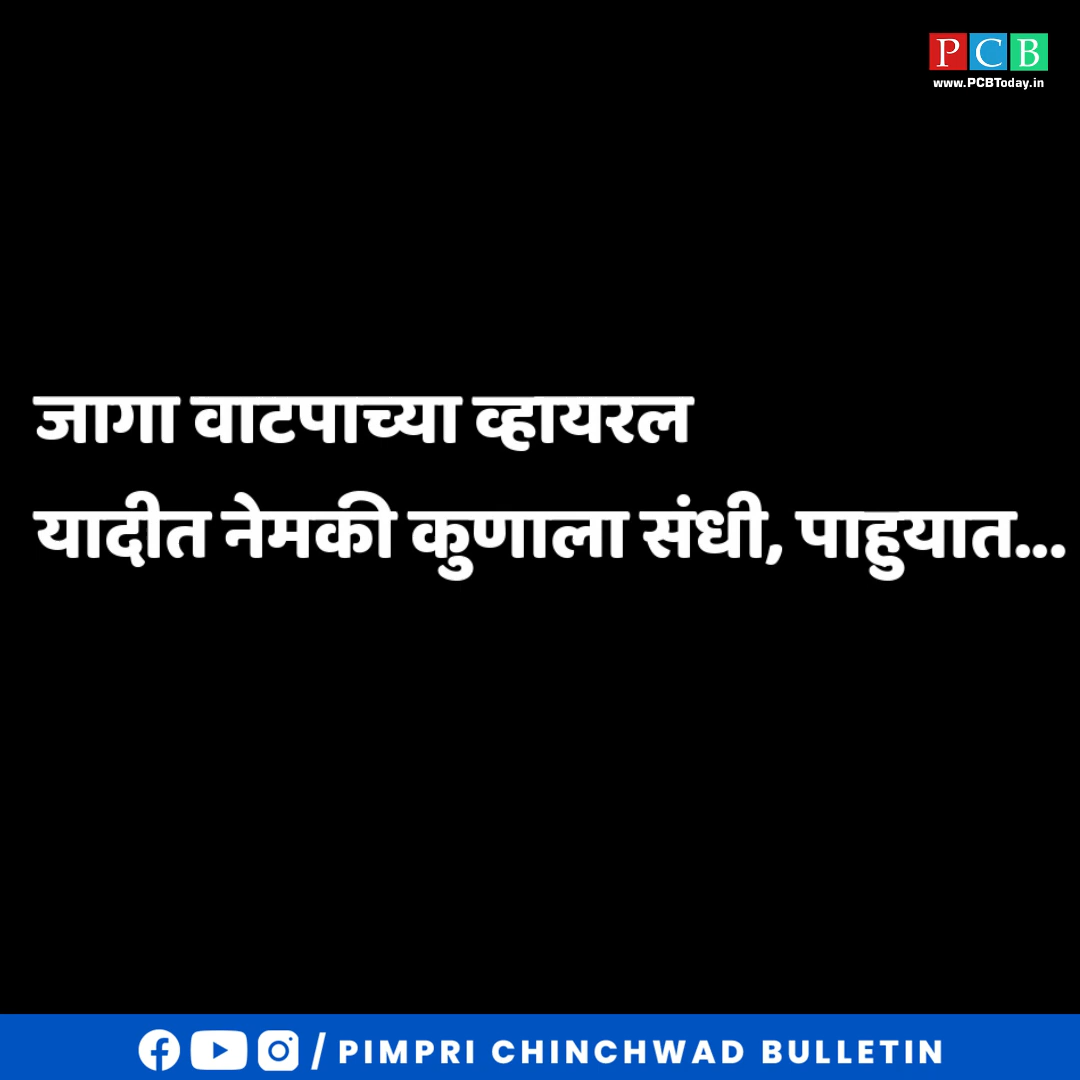 PCB
www.PCBToday.in
जागा वाटपाच्या व्हायरल
यादीत नेमकी कुणाला संधी, पाहुयात...
/ PIMPRI CHINCHWAD BULLETIN